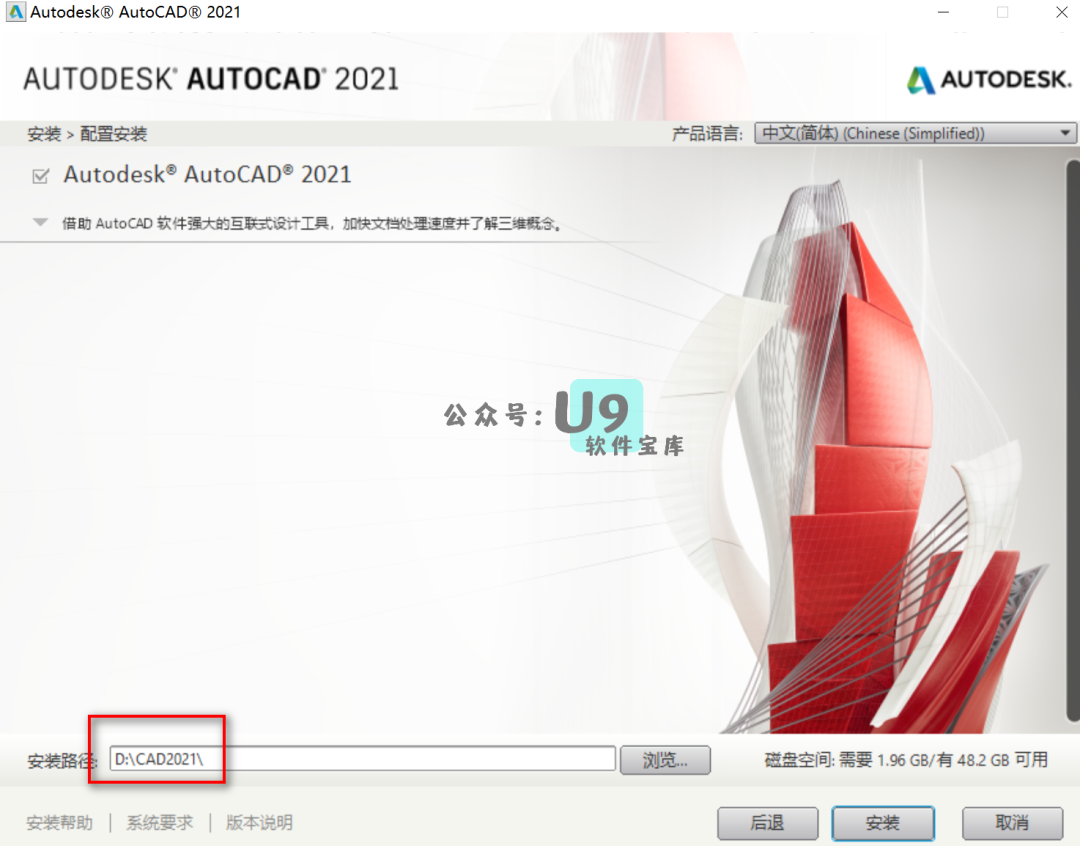 Autodesk® AutoCAD® 2021
AUTODESK® AUTOCAD® 2021
AUTODESK.
安装 > 配置安装
产品语言: 中文(简体) (Chinese (Simplified))
Autodesk® AutoCAD® 2021
借助 AutoCAD 软件强大的互联式设计工具，加快文档处理速度并了解三维概念。
公众号: U9
软件宝库
安装路径: D:\CAD2021\ 浏览... 磁盘空间: 需要 1.96 GB/有 48.2 GB 可用
安装帮助 | 系统要求 | 版本说明 后退 安装 取消